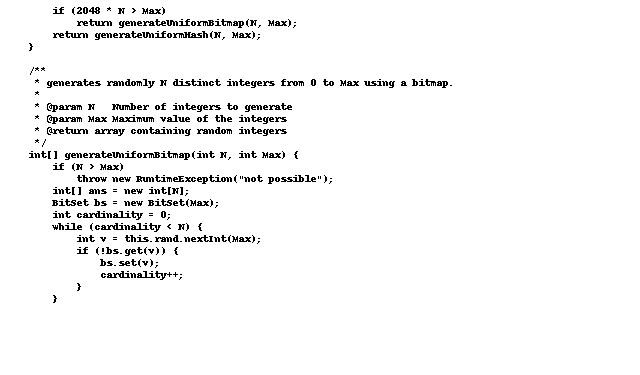 if (2048 * N > Max)
return generateUniformBitmap(N, Max);
return generateUniformHash(N, Max);
}
/**
* generates randomly N distinct integers from 0 to Max using a bitmap.
*
* @param N   Number of integers to generate
* @param Max Maximum value of the integers
* @return array containing random integers
*/
int[] generateUniformBitmap(int N, int Max) {
if (N > Max)
throw new RuntimeException("not possible");
int[] ans = new int[N];
BitSet bs = new BitSet(Max);
int cardinality = 0;
while (cardinality < N) {
int v = this.rand.nextInt(Max);
if (!bs.get(v)) {
bs.set(v);
cardinality++;
}
}